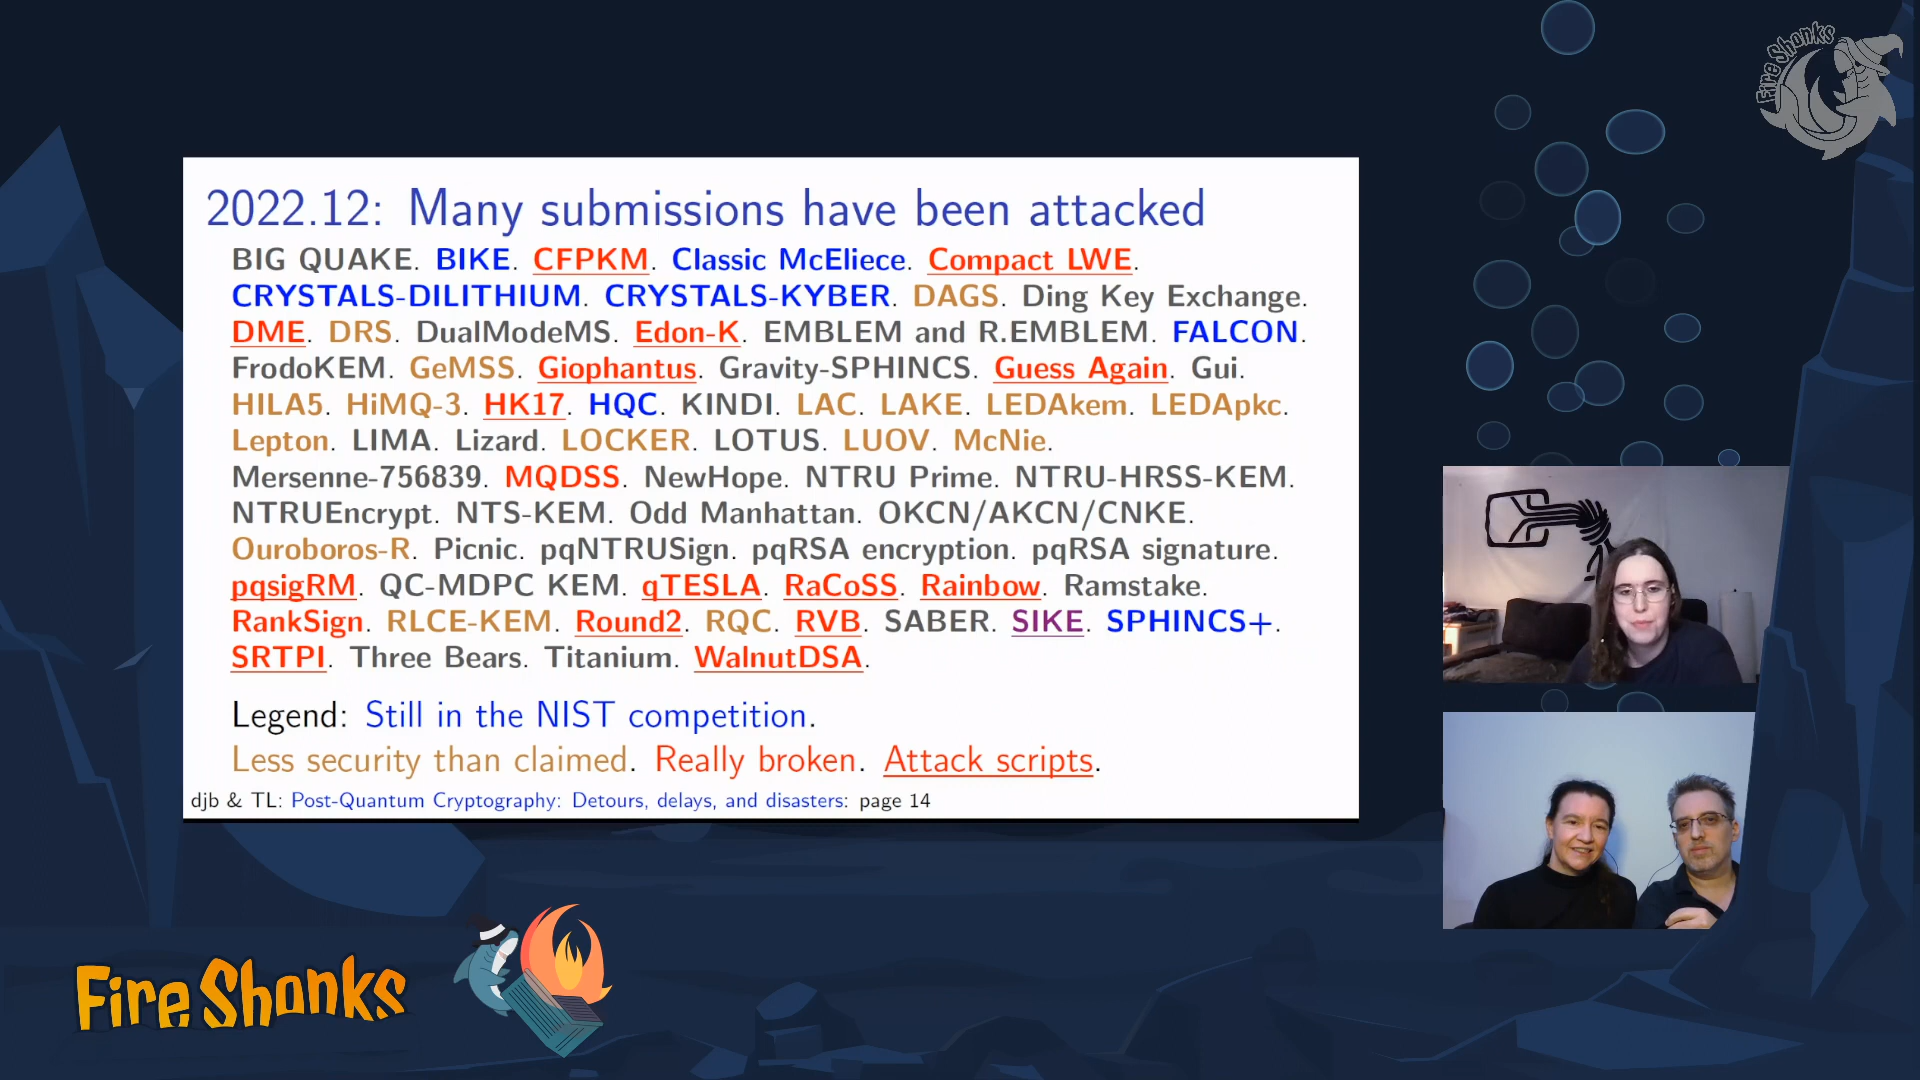 Fire Shonks
2022.12: Many submissions have been attacked
BIG QUAKE. BIKE. CFPKM. Classic McEliece. Compact LWE.
CRYSTALS-DILITHIUM. CRYSTALS-KYBER. DAGS. Ding Key Exchange.
DME. DRS. DualModeMS. Edon-K. EMBLEM and R.EMBLEM. FALCON.
FrodoKEM. GeMSS. Giophantus. Gravity-SPHINCS. Guess Again. Gui.
HILA5. HiMQ-3. HK17. HQC. KINDI. LAC. LAKE. LEDAkem. LEDApkc.
Lepton. LIMA. Lizard. LOCKER. LOTUS. LUOV. McNie.
Mersenne-756839. MQDSS. NewHope. NTRU Prime. NTRU-HRSS-KEM.
NTRUEncrypt. NTS-KEM. Odd Manhattan. OKCN/AKCN/CNKE.
Ouroboros-R. Picnic. pqNTRUSign. pqRSA encryption. pqRSA signature.
pqsigRM. QC-MDPC KEM. qTESLA. RaCoSS. Rainbow. Ramstake.
RankSign. RLCE-KEM. Round2. RQC. RVB. SABER. SIKE. SPHINCS+.
SRTPI. Three Bears. Titanium. WalnutDSA.
Legend: Still in the NIST competition.
Less security than claimed. Really broken. Attack scripts.
djb & TL: Post-Quantum Cryptography: Detours, delays, and disasters: page 14
Fire Shonks